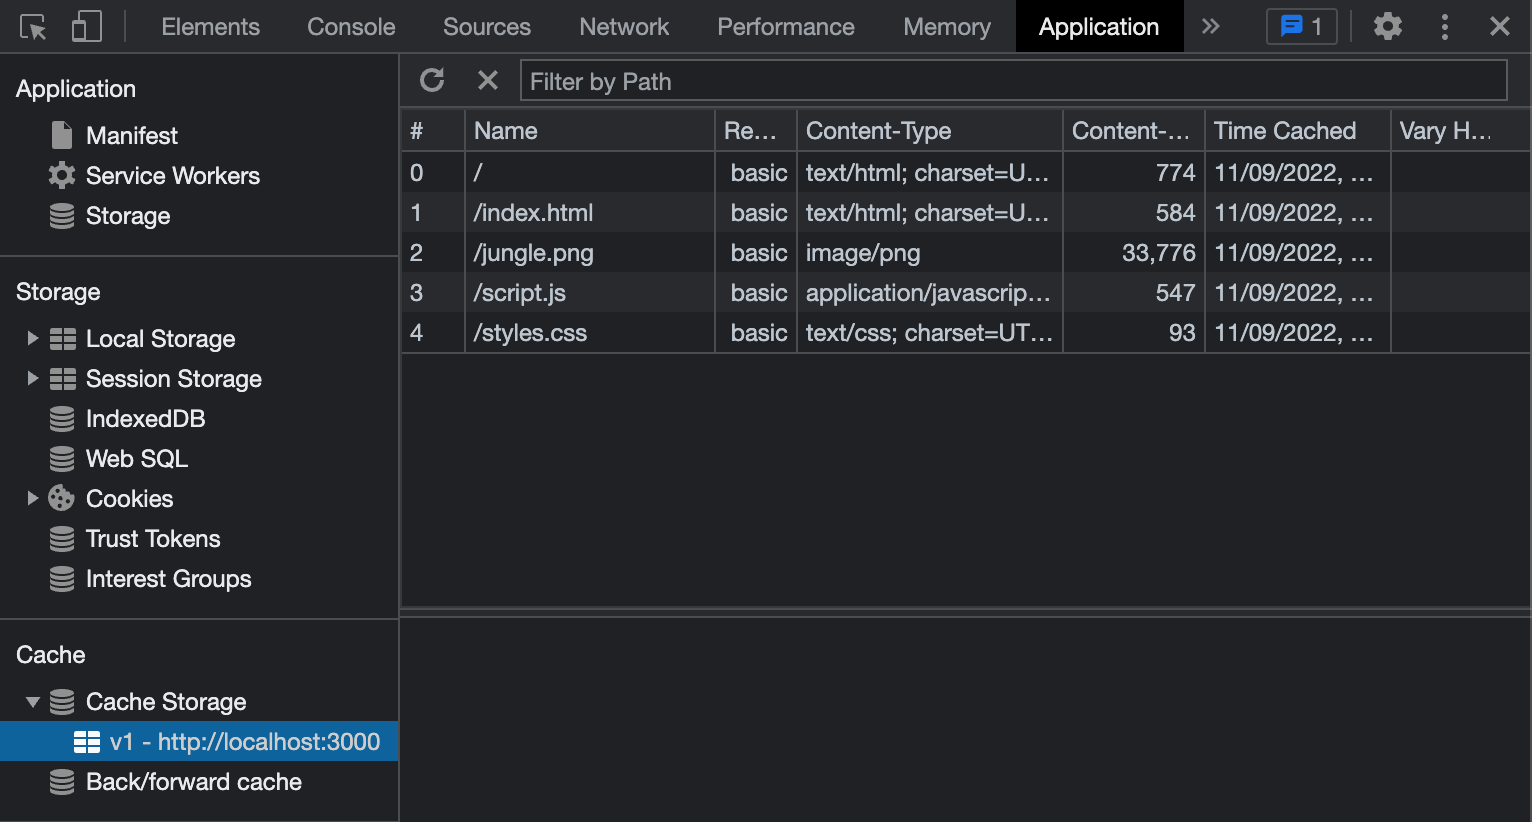 Elements Console Sources Network Performance Memory Application 1
Application
Manifest
Service Workers
Storage
Storage
Local Storage
Session Storage
IndexedDB
Web SQL
Cookies
Trust Tokens
Interest Groups
Cache
Cache Storage
v1 - http://localhost:3000
Back/forward cache
Filter by Path
# Name Re... Content-Type Content-... Time Cached Vary H...
0 / basic text/html; charset=U... 774 11/09/2022, ...
1 /index.html basic text/html; charset=U... 584 11/09/2022, ...
2 /jungle.png basic image/png 33,776 11/09/2022, ...
3 /script.js basic application/javascrip... 547 11/09/2022, ...
4 /styles.css basic text/css; charset=UT... 93 11/09/2022, ...